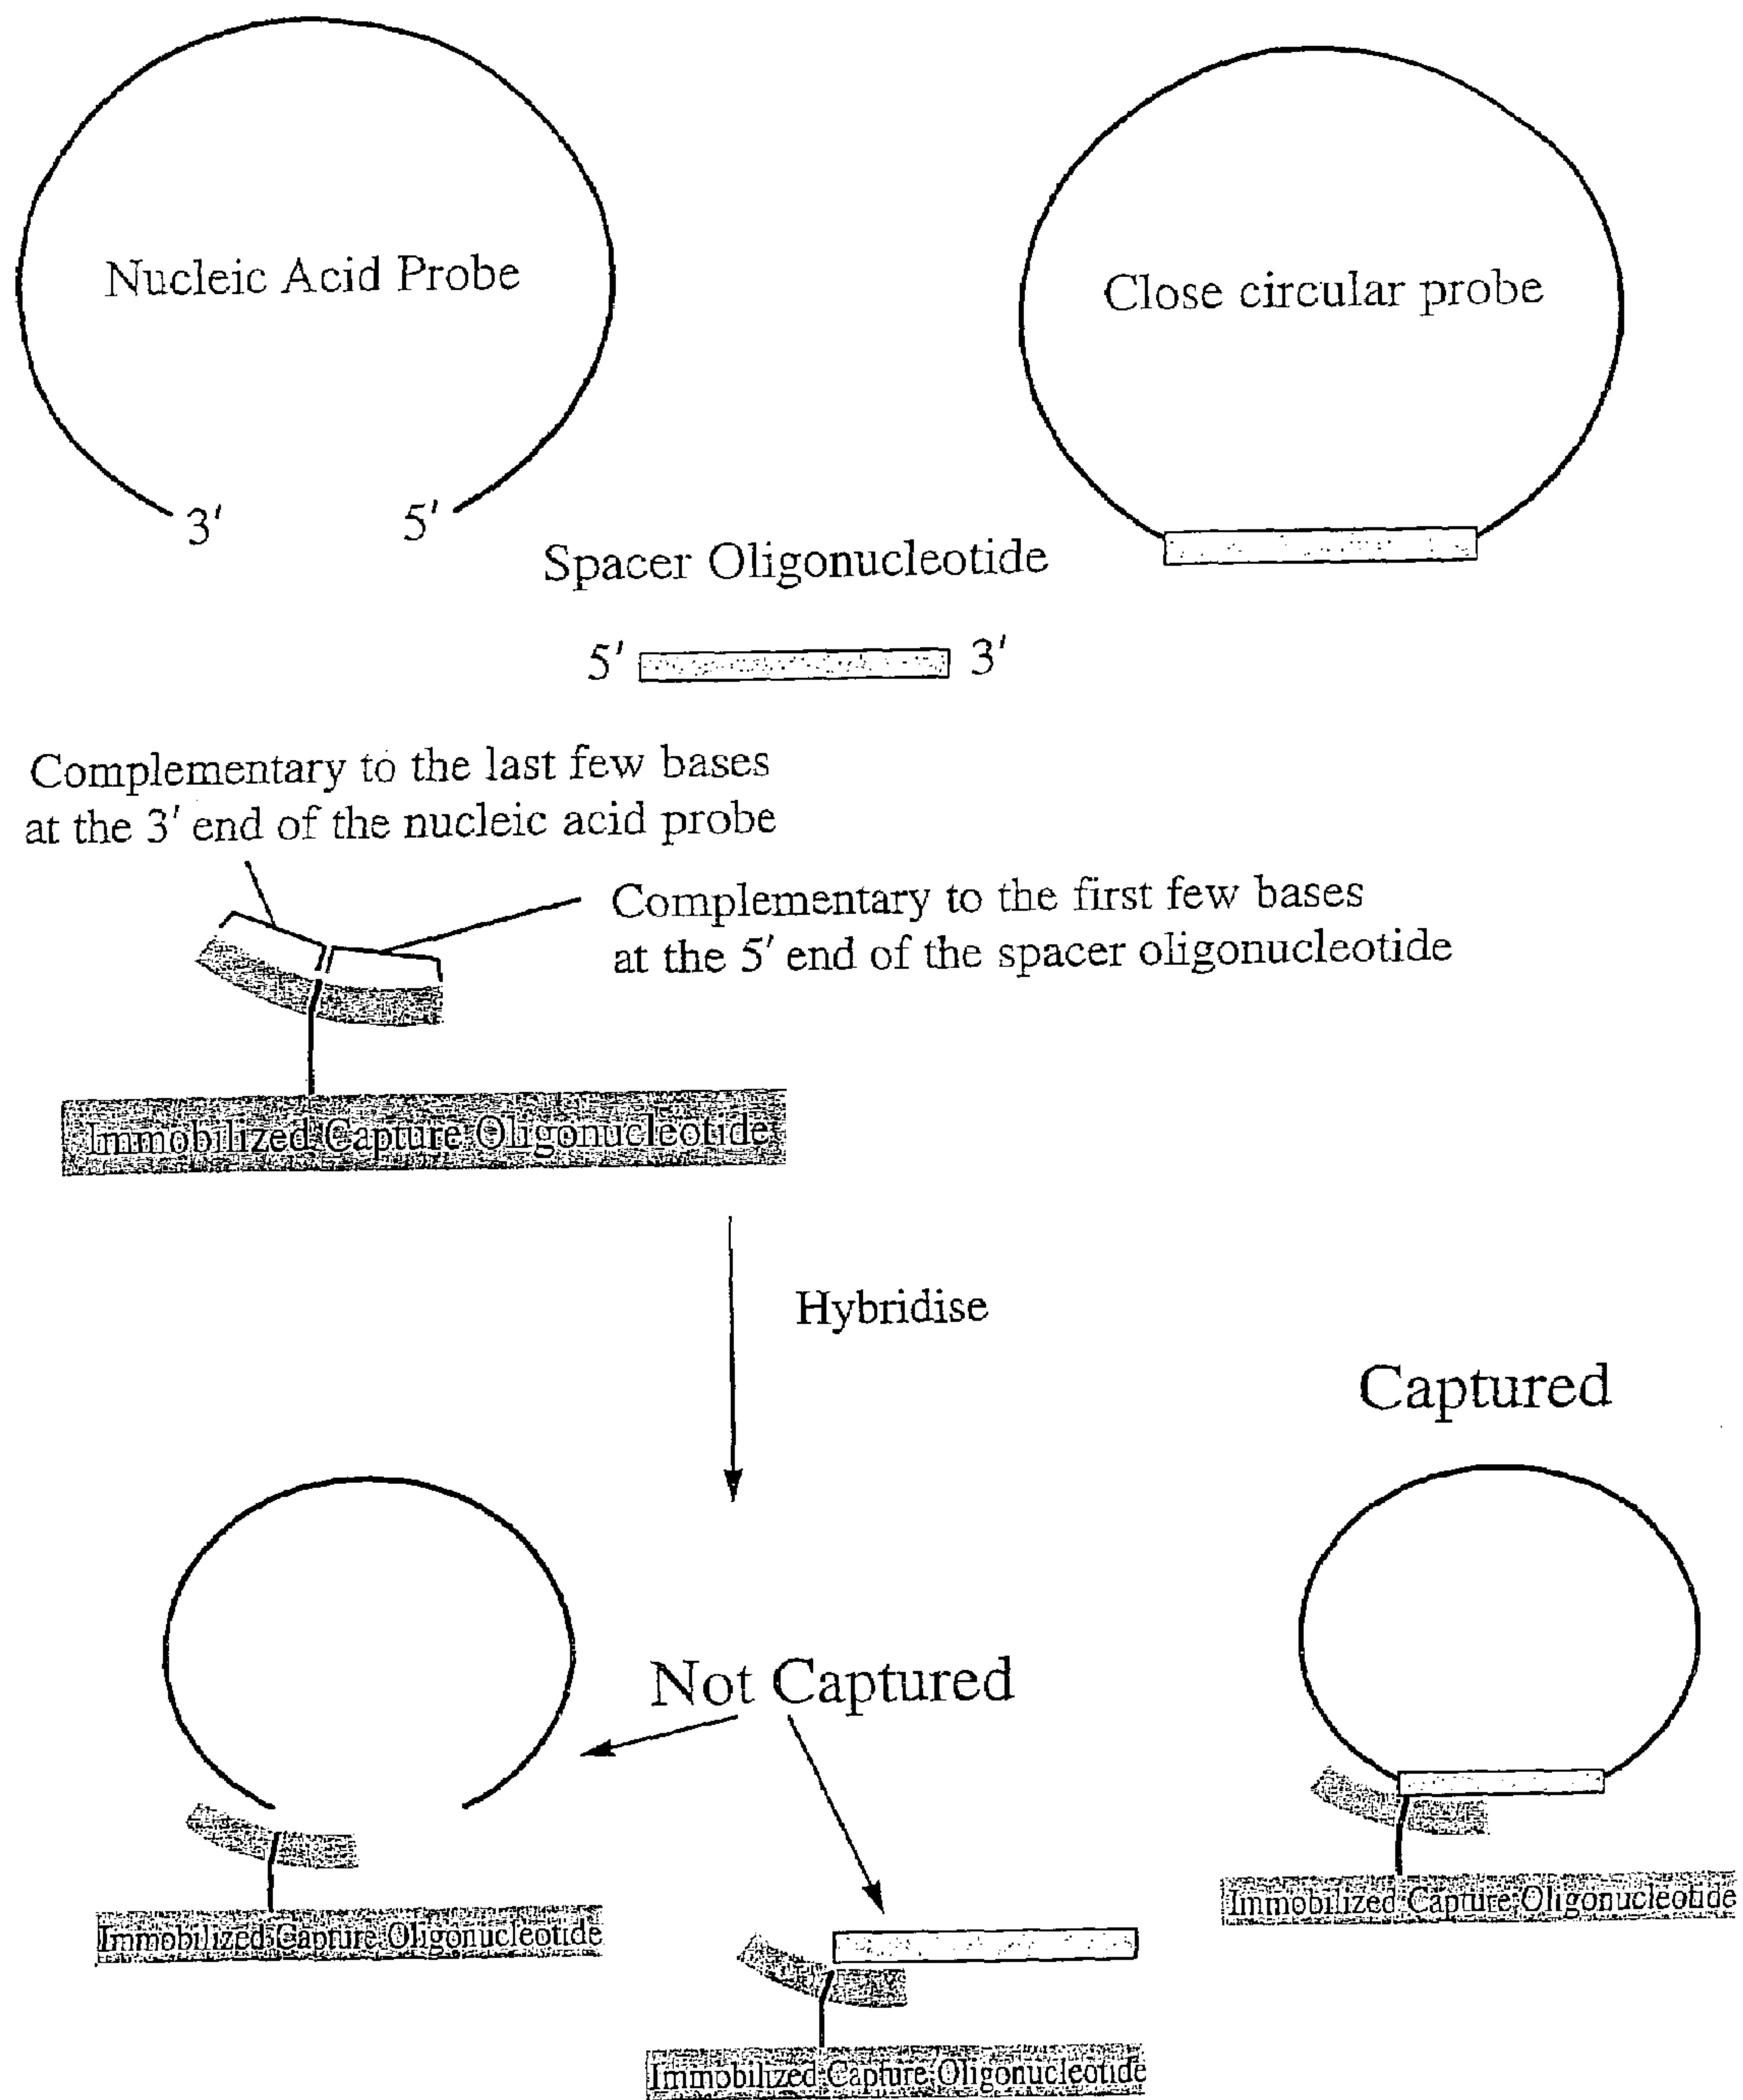 Nucleic Acid Probe
Close circular probe
3′ 5′
Spacer Oligonucleotide
5′ 3′
Complementary to the last few bases
at the 3′ end of the nucleic acid probe
Complementary to the first few bases
at the 5′ end of the spacer oligonucleotide
Immobilized Capture Oligonucleotide
Hybridise
Captured
Not Captured
Immobilized Capture Oligonucleotide
Immobilized Capture Oligonucleotide
Immobilized Capture Oligonucleotide